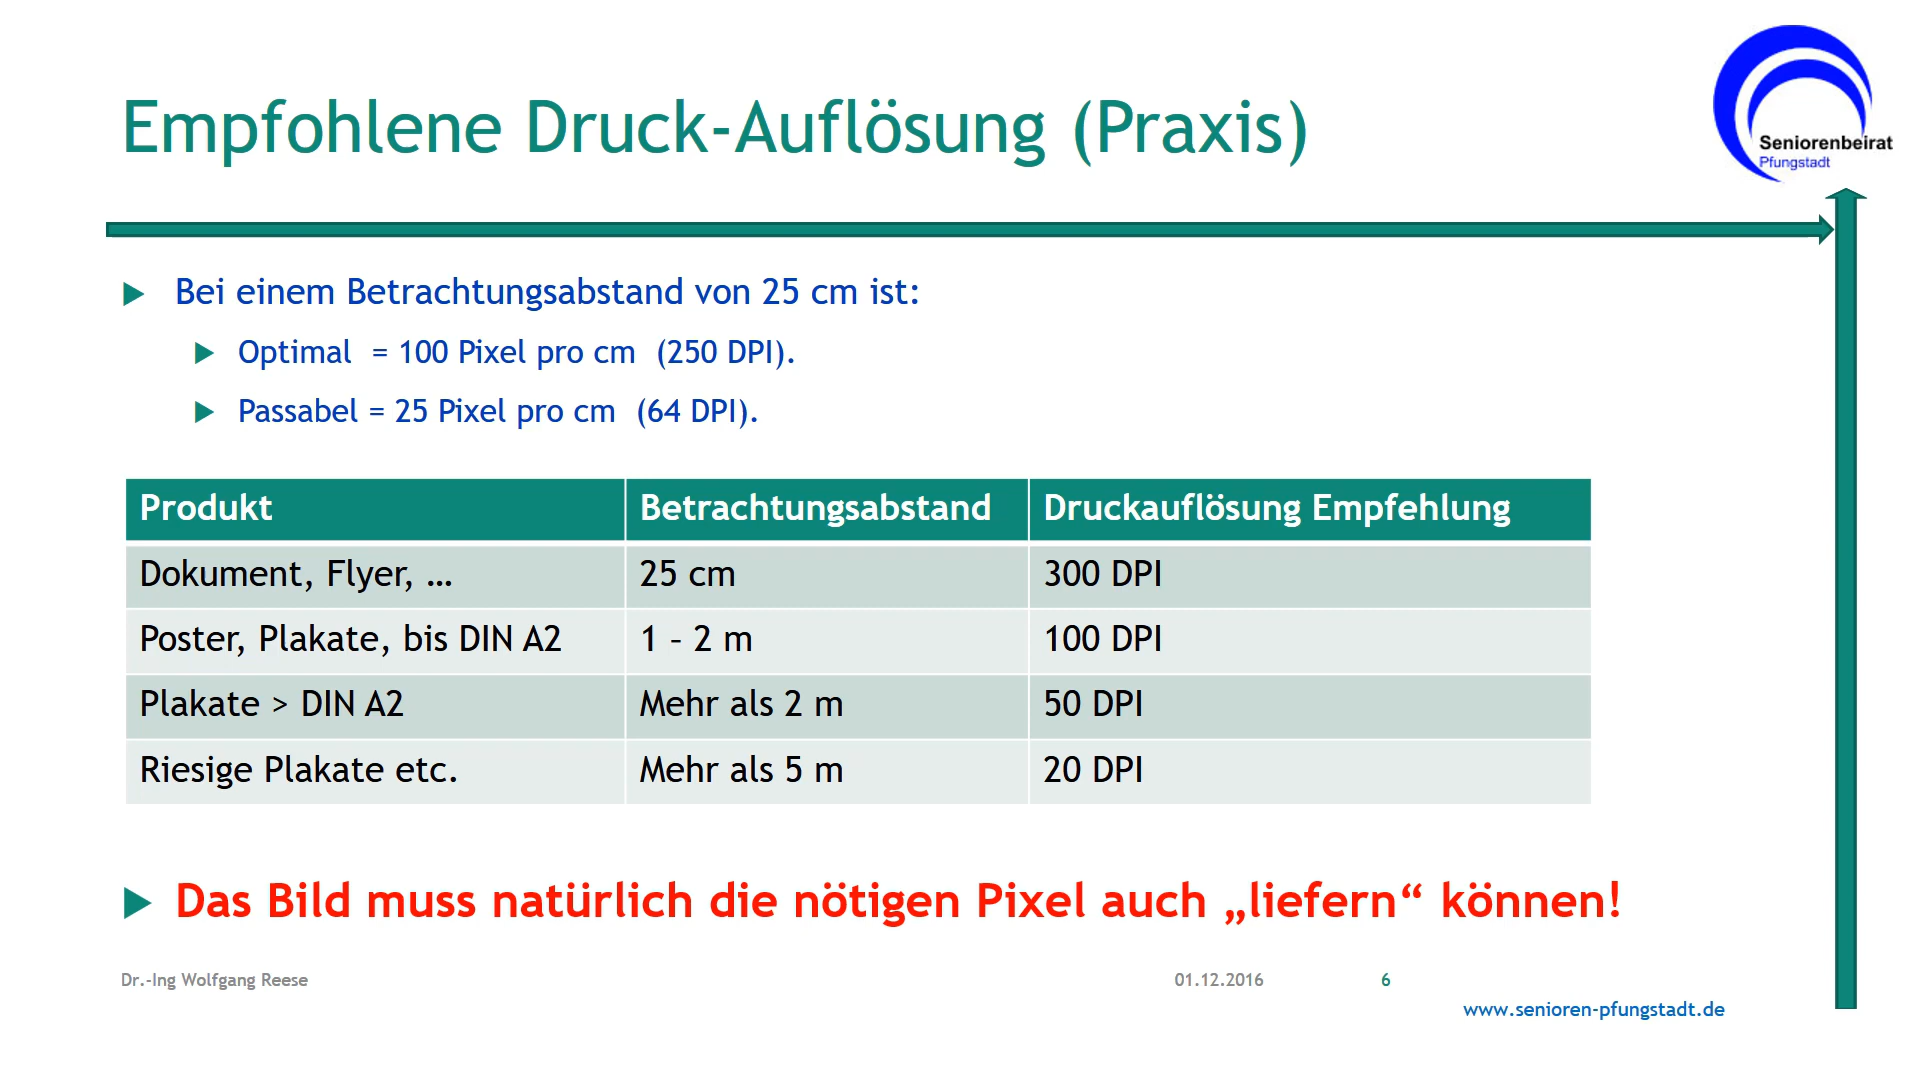 Empfohlene Druck-Auflösung (Praxis)
Seniorenbeirat
Pfungstadt
Bei einem Betrachtungsabstand von 25 cm ist:
Optimal = 100 Pixel pro cm (250 DPI).
Passabel = 25 Pixel pro cm (64 DPI).
Produkt Betrachtungsabstand Druckauflösung Empfehlung
Dokument, Flyer, … 25 cm 300 DPI
Poster, Plakate, bis DIN A2 1 – 2 m 100 DPI
Plakate > DIN A2 Mehr als 2 m 50 DPI
Riesige Plakate etc. Mehr als 5 m 20 DPI
Das Bild muss natürlich die nötigen Pixel auch „liefern“ können!
Dr.-Ing Wolfgang Reese 01.12.2016 6
www.senioren-pfungstadt.de